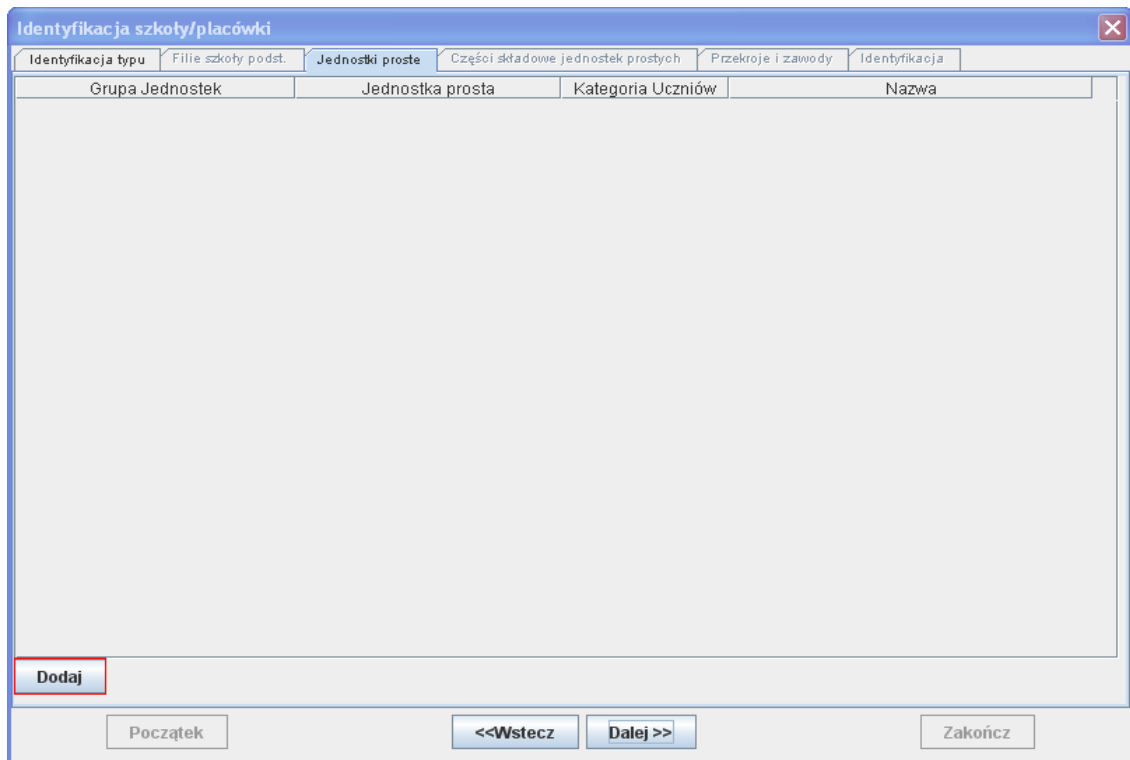 Identyfikacja szkoły/placówki
Identyfikacja typu Filie szkoły podst. Jednostki proste Części składowe jednostek prostych Przekroje i zawody Identyfikacja
Grupa Jednostek Jednostka prosta Kategoria Uczniów Nazwa
Dodaj
Początek <<Wstecz Dalej >> Zakończ